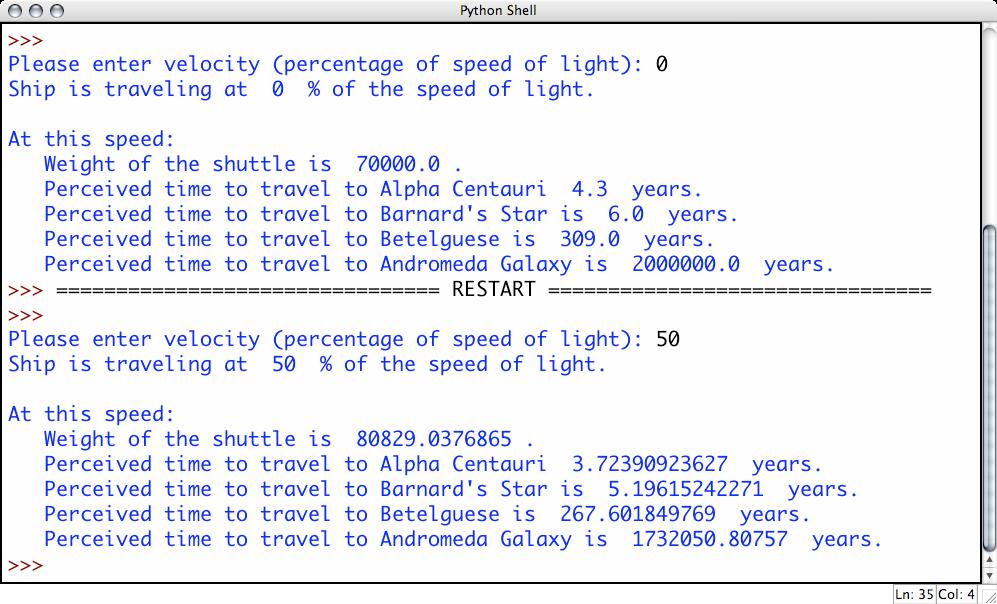 Python Shell
>>>
Please enter velocity (percentage of speed of light): 0
Ship is traveling at  0  % of the speed of light.

At this speed:
   Weight of the shuttle is  70000.0 .
   Perceived time to travel to Alpha Centauri  4.3  years.
   Perceived time to travel to Barnard's Star is  6.0  years.
   Perceived time to travel to Betelguese is  309.0  years.
   Perceived time to travel to Andromeda Galaxy is  2000000.0  years.
>>> ================================ RESTART ================================
>>>
Please enter velocity (percentage of speed of light): 50
Ship is traveling at  50  % of the speed of light.

At this speed:
   Weight of the shuttle is  80829.0376865 .
   Perceived time to travel to Alpha Centauri  3.72390923627  years.
   Perceived time to travel to Barnard's Star is  5.19615242271  years.
   Perceived time to travel to Betelguese is  267.601849769  years.
   Perceived time to travel to Andromeda Galaxy is  1732050.80757  years.
>>>
Ln: 35 Col: 4